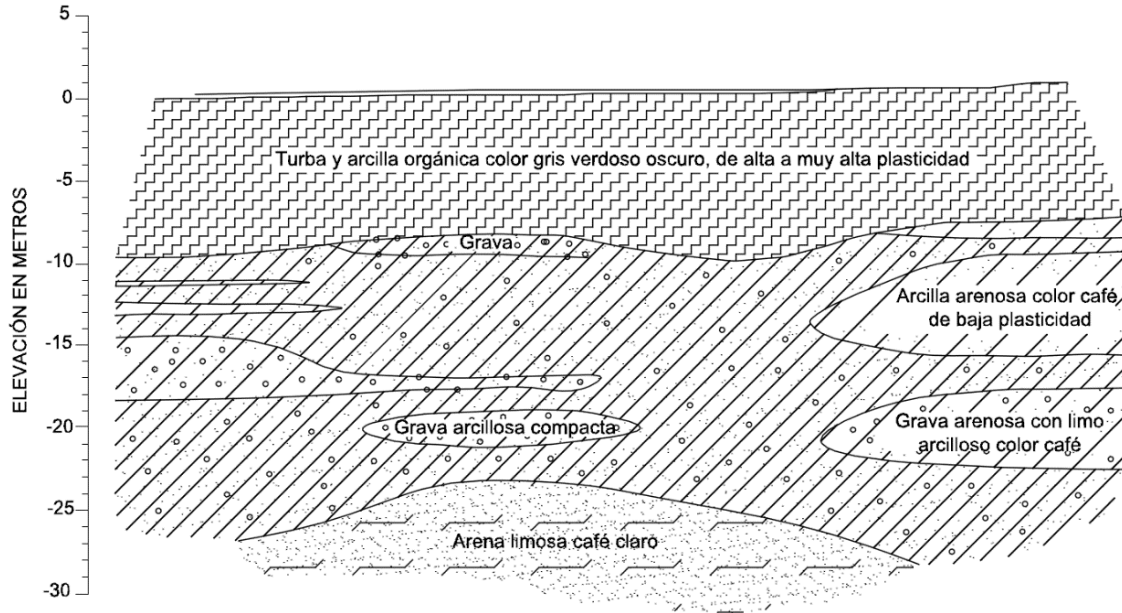 5
0
Turba y arcilla orgánica color gris verdoso oscuro, de alta a muy alta plasticidad
-5
ELEVACIÓN EN METROS
Grava
-10
Arcilla arenosa color café
de baja plasticidad
-15
Grava arcillosa compacta
Grava arenosa con limo
arcilloso color café
-20
-25
Arena limosa café claro
-30